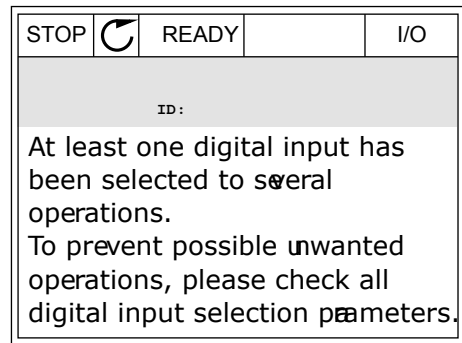 STOP READY I/O
ID:
At least one digital input has
been selected to several
operations.
To prevent possible unwanted
operations, please check all
digital input selection parameters.